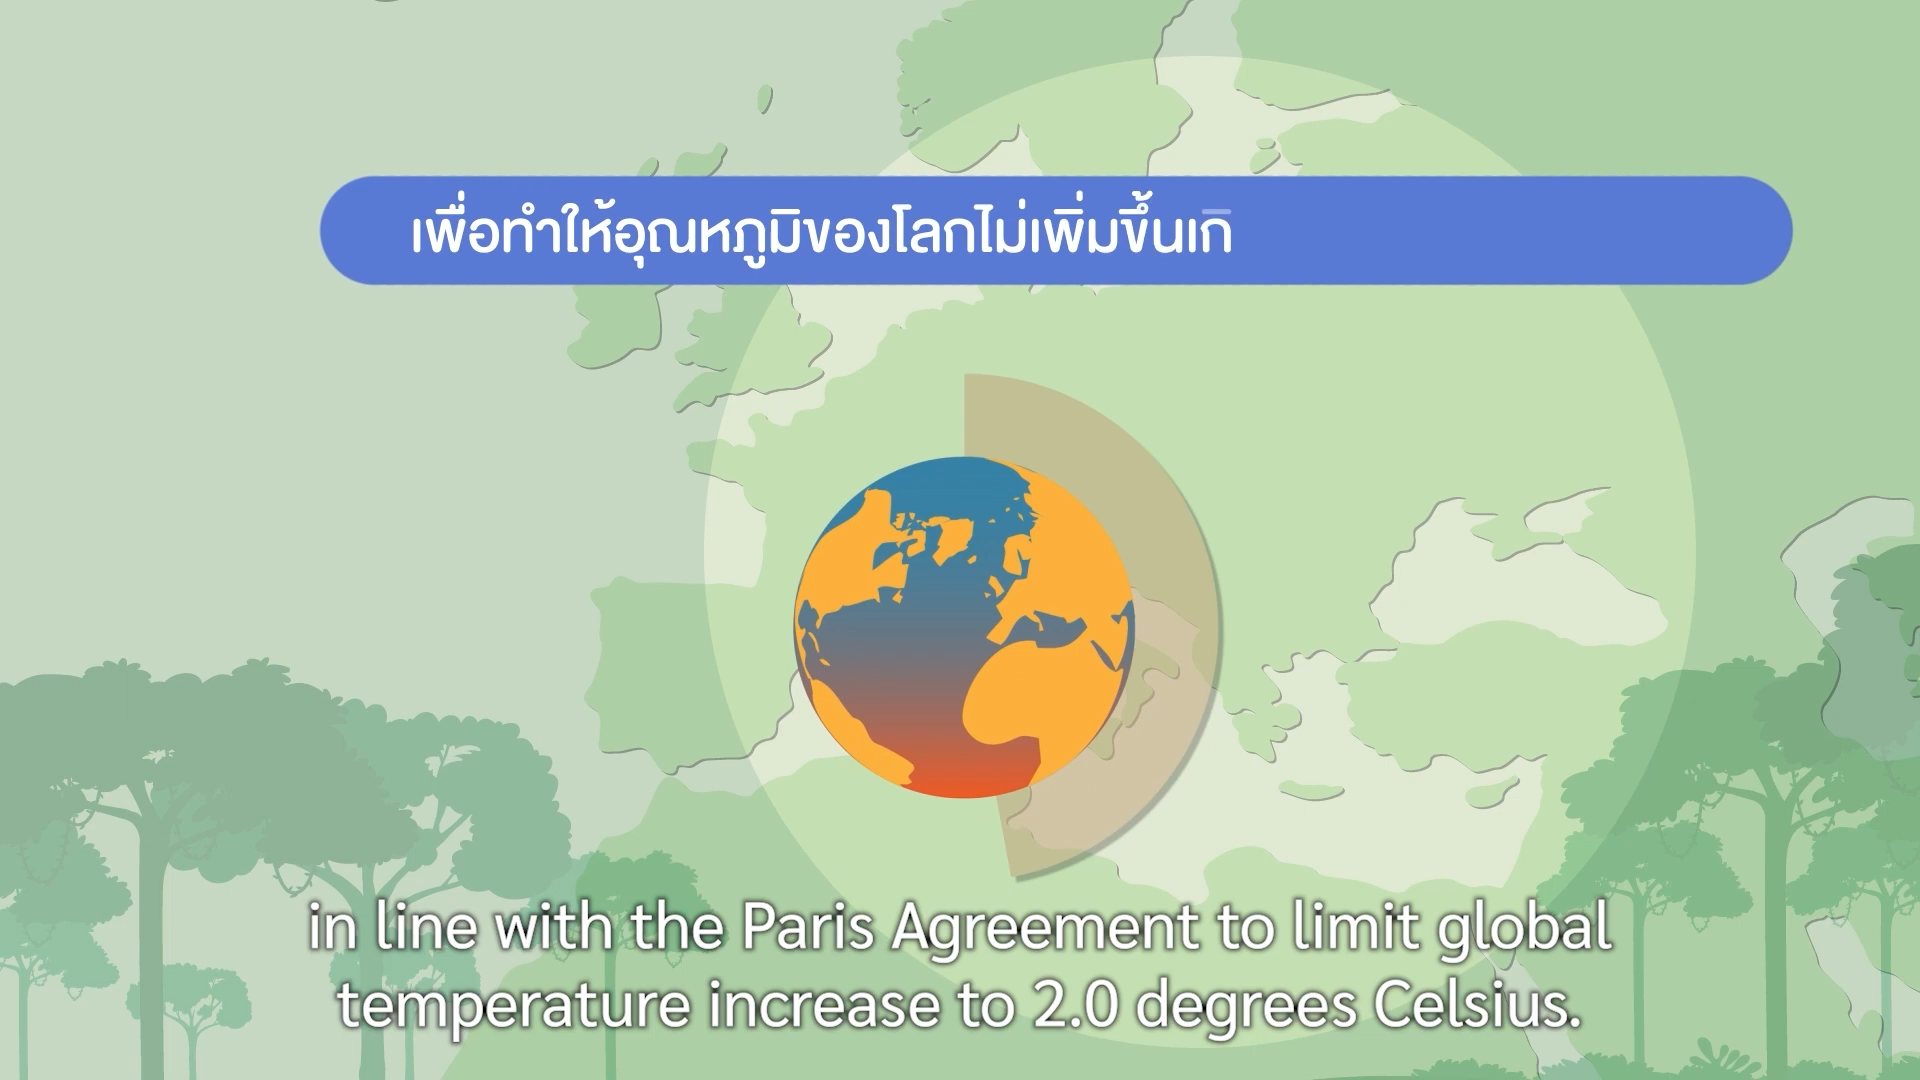 เพื่อทำให้อุณหภูมิของโลกไม่เพิ่มขึ้นเกิ
in line with the Paris Agreement to limit global
temperature increase to 2.0 degrees Celsius.